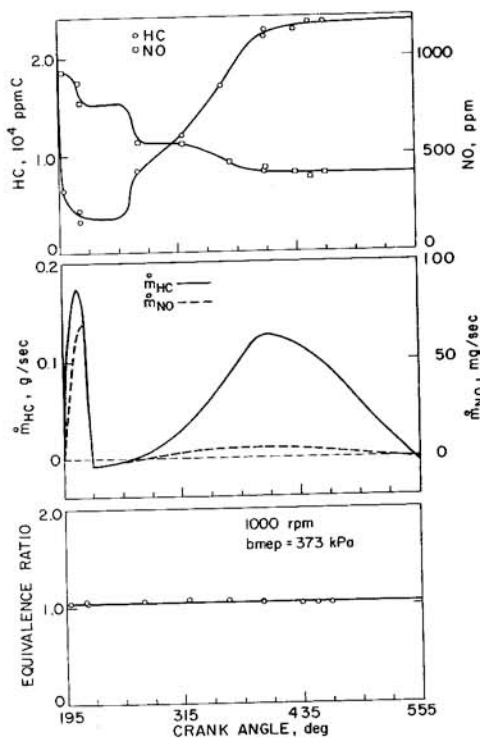 HC
NO
2.0
1.0
0
HC, 10⁴ ppm C
1000
500
0
NO, ppm
0.2
0.1
0
ṁHC, g/sec
ṁHC
ṁNO
100
50
0
ṁNO, mg/sec
2.0
1.0
0
EQUIVALENCE RATIO
1000 rpm
bmep = 373 kPa
195 315 435 555
CRANK ANGLE, deg